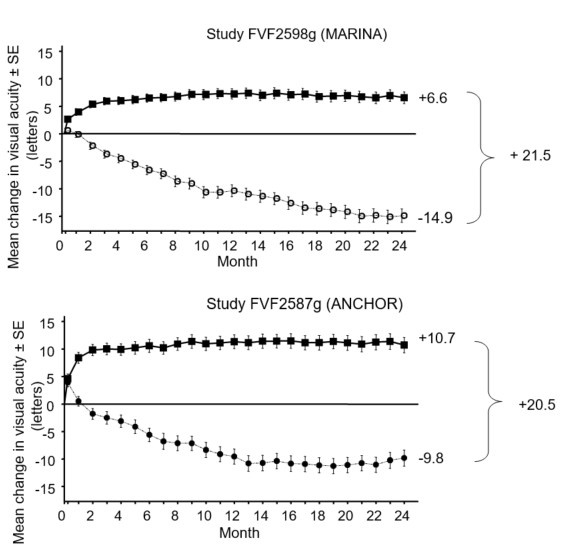 Study FVF2598g (MARINA)
Mean change in visual acuity ± SE
(letters)
15
10
5
0
-5
-10
-15
+6.6
+ 21.5
-14.9
0 2 4 6 8 10 12 14 16 18 20 22 24
Month
Study FVF2587g (ANCHOR)
Mean change in visual acuity ± SE
(letters)
15
10
5
0
-5
-10
-15
+10.7
+20.5
-9.8
0 2 4 6 8 10 12 14 16 18 20 22 24
Month